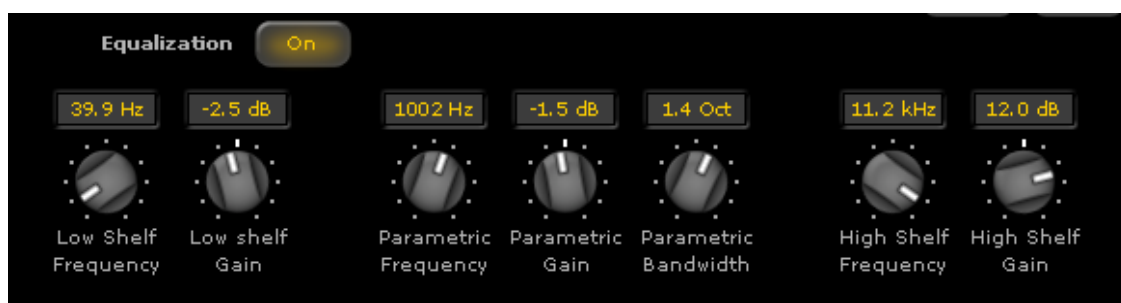 Equalization On
39.9 Hz -2.5 dB 1002 Hz -1.5 dB 1.4 Oct 11.2 kHz 12.0 dB
Low Shelf Low shelf Parametric Parametric Parametric High Shelf High Shelf
Frequency Gain Frequency Gain Bandwidth Frequency Gain